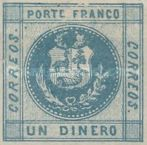 PORTE FRANCO
CORREOS.
CORREOS.
UN DINERO